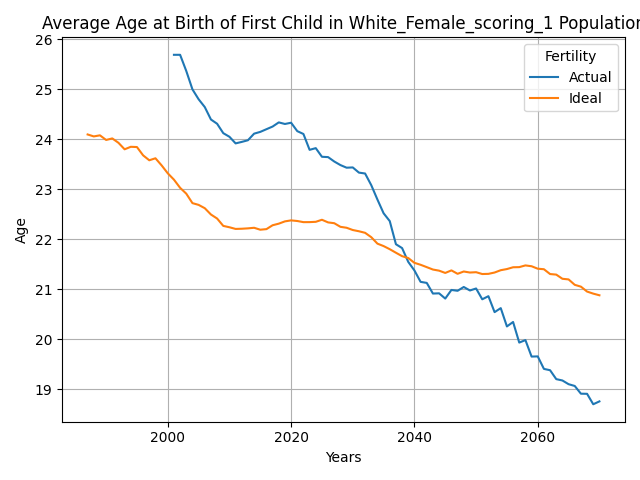 Average Age at Birth of First Child in White_Female_scoring_1 Population
Fertility
Actual
Ideal
Age
26
25
24
23
22
21
20
19
2000 2020 2040 2060
Years